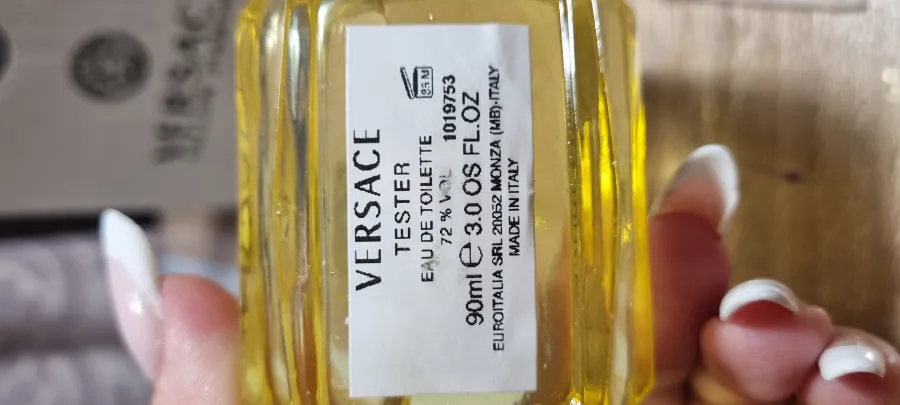 VERSACE
TESTER
EAU DE TOILETTE
72 % VOL 1019753
90ml e 3.0 OS FL.OZ
EUROITALIA SRL 20052 MONZA (MB)-ITALY
MADE IN ITALY
VERSACE